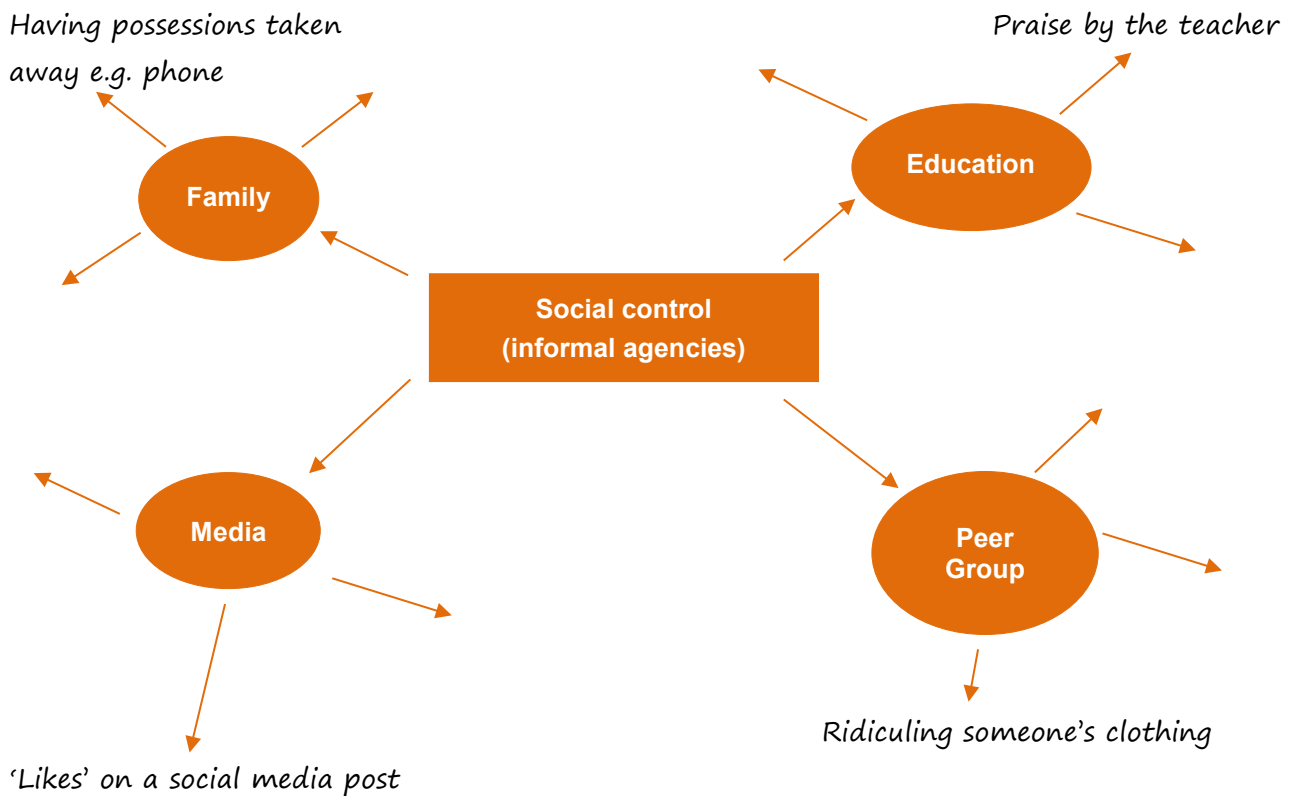 Having possessions taken
away e.g. phone
Praise by the teacher
Family
Education
Social control
(informal agencies)
Media
Peer
Group
Ridiculing someone’s clothing
‘Likes’ on a social media post